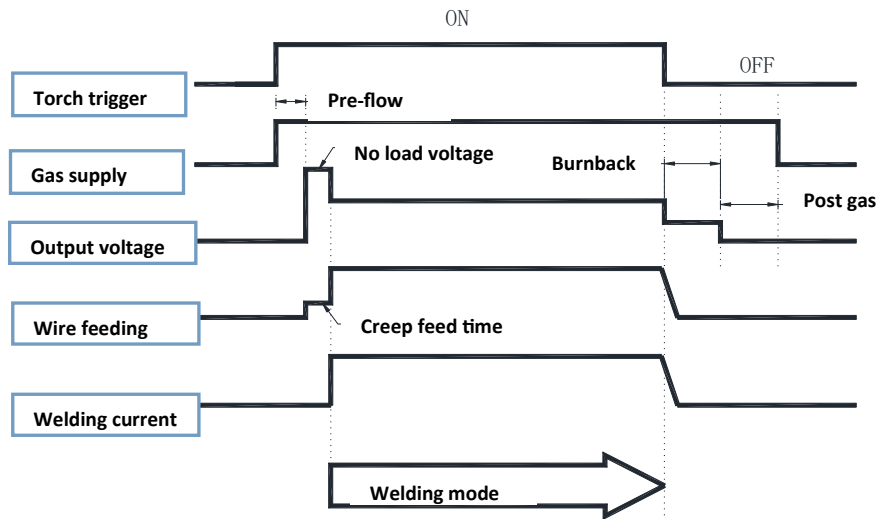 ON
OFF
Torch trigger
Pre-flow
No load voltage
Burnback
Gas supply
Post gas
Output voltage
Wire feeding
Creep feed time
Welding current
Welding mode